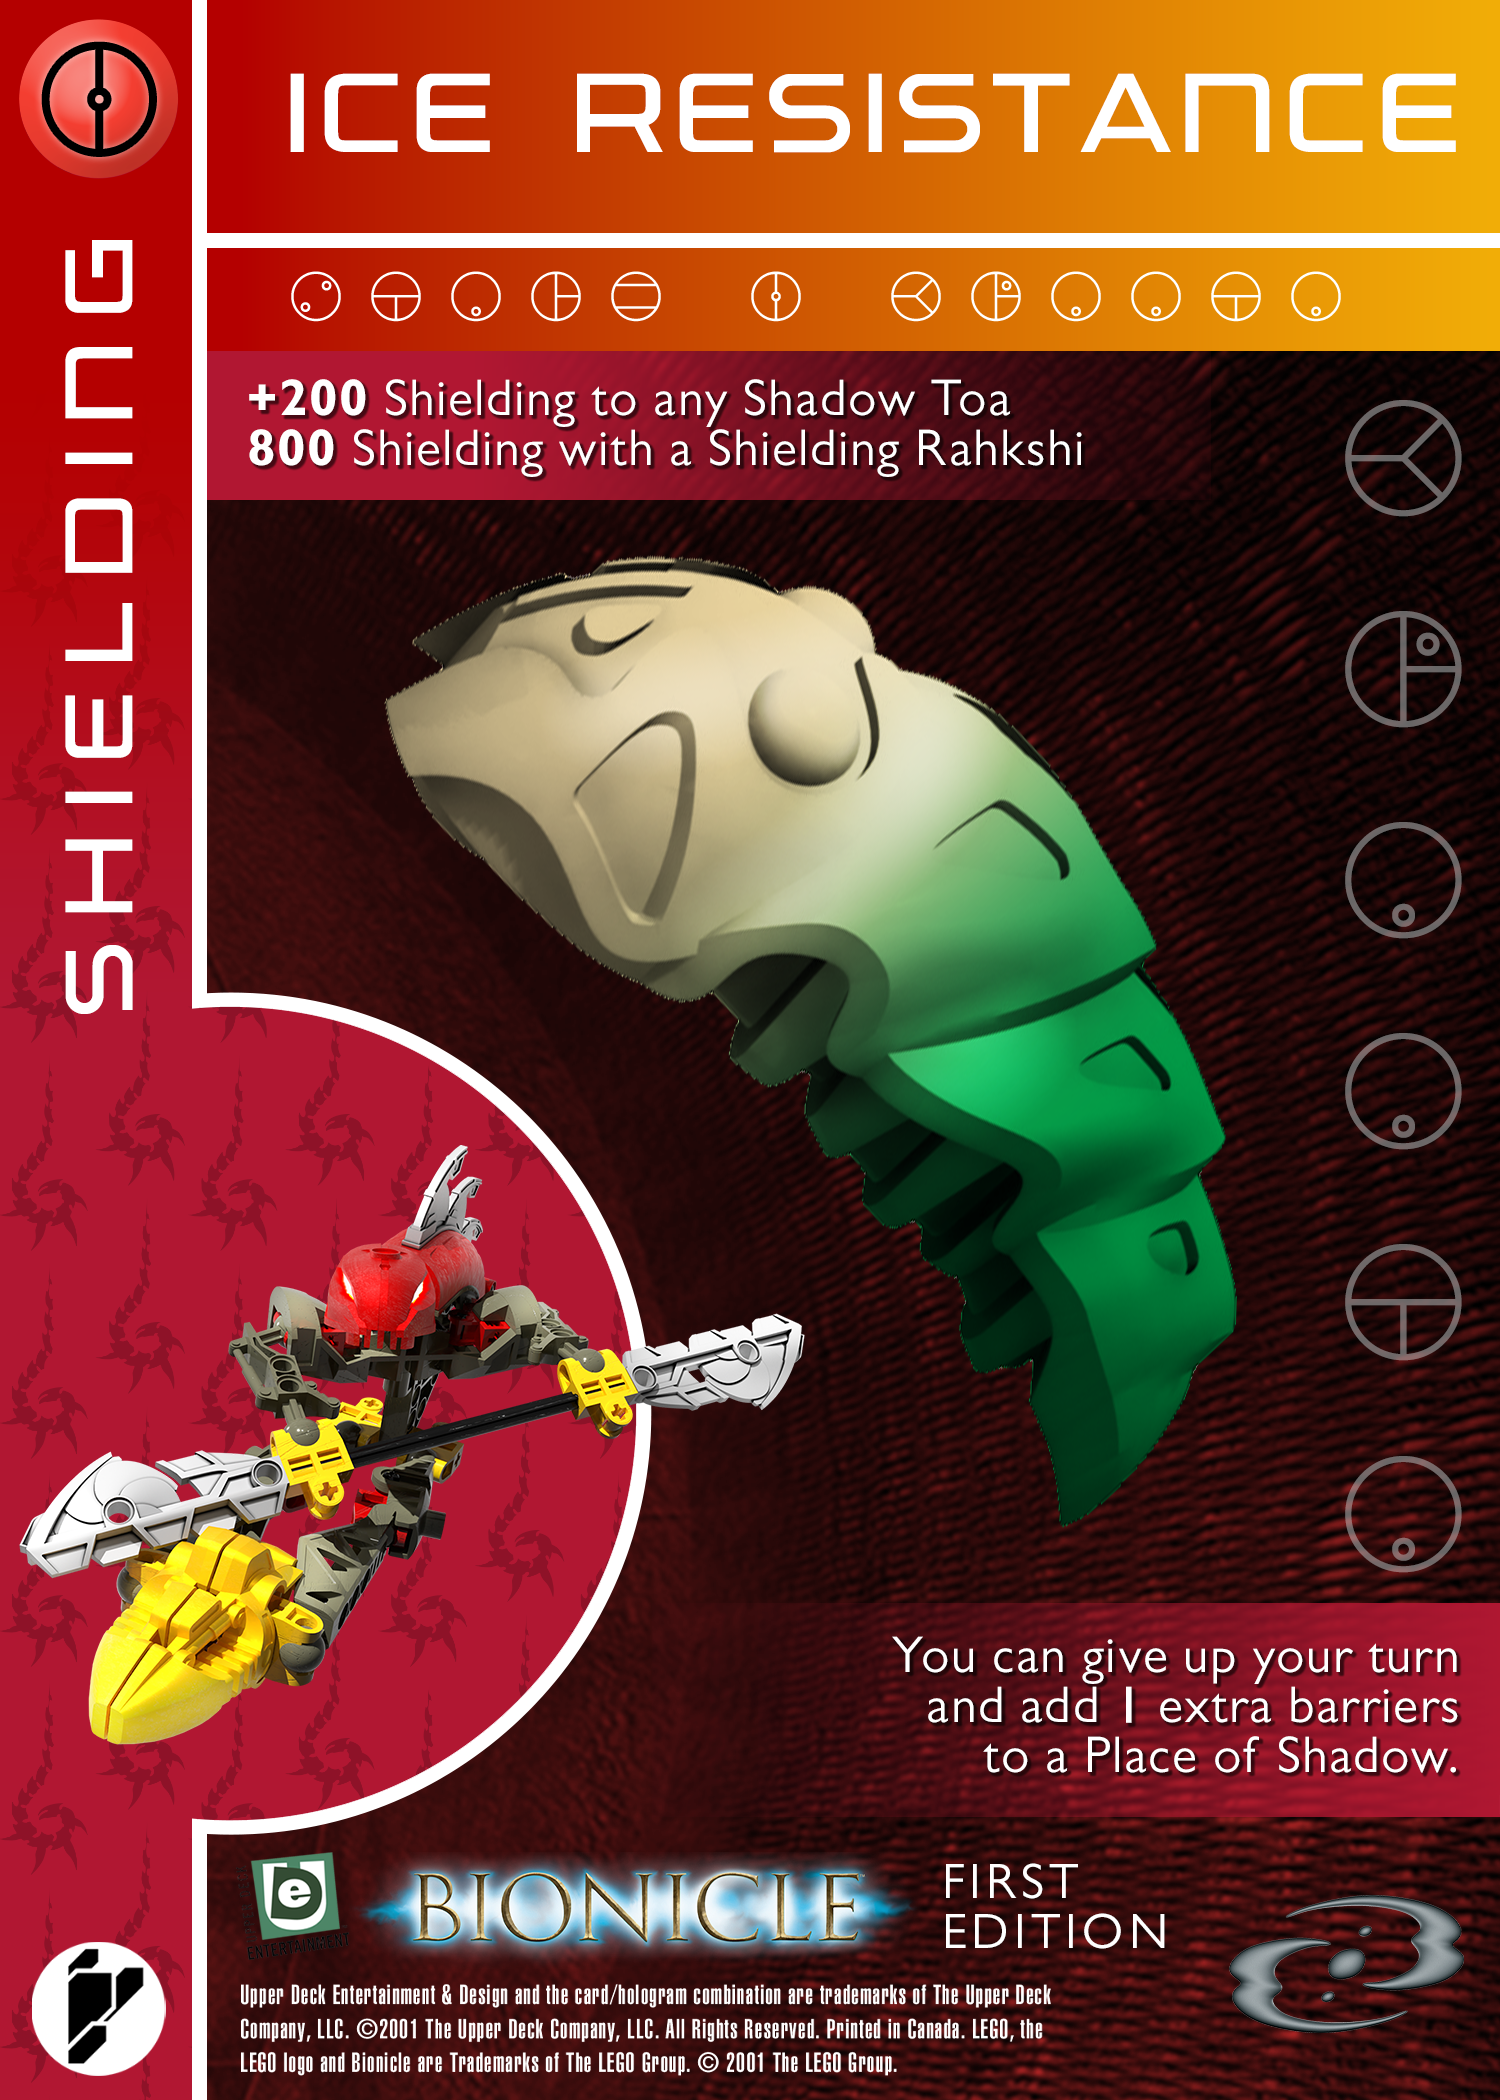 ICE RESISTANCE
SHIELDING
+200 Shielding to any Shadow Toa
800 Shielding with a Shielding Rahkshi
You can give up your turn
and add 1 extra barriers
to a Place of Shadow.
e
ENTERTAINMENT
BIONICLE
FIRST
EDITION
Upper Deck Entertainment & Design and the card/hologram combination are trademarks of The Upper Deck
Company, LLC. ©2001 The Upper Deck Company, LLC. All Rights Reserved. Printed in Canada. LEGO, the
LEGO logo and Bionicle are Trademarks of The LEGO Group. © 2001 The LEGO Group.